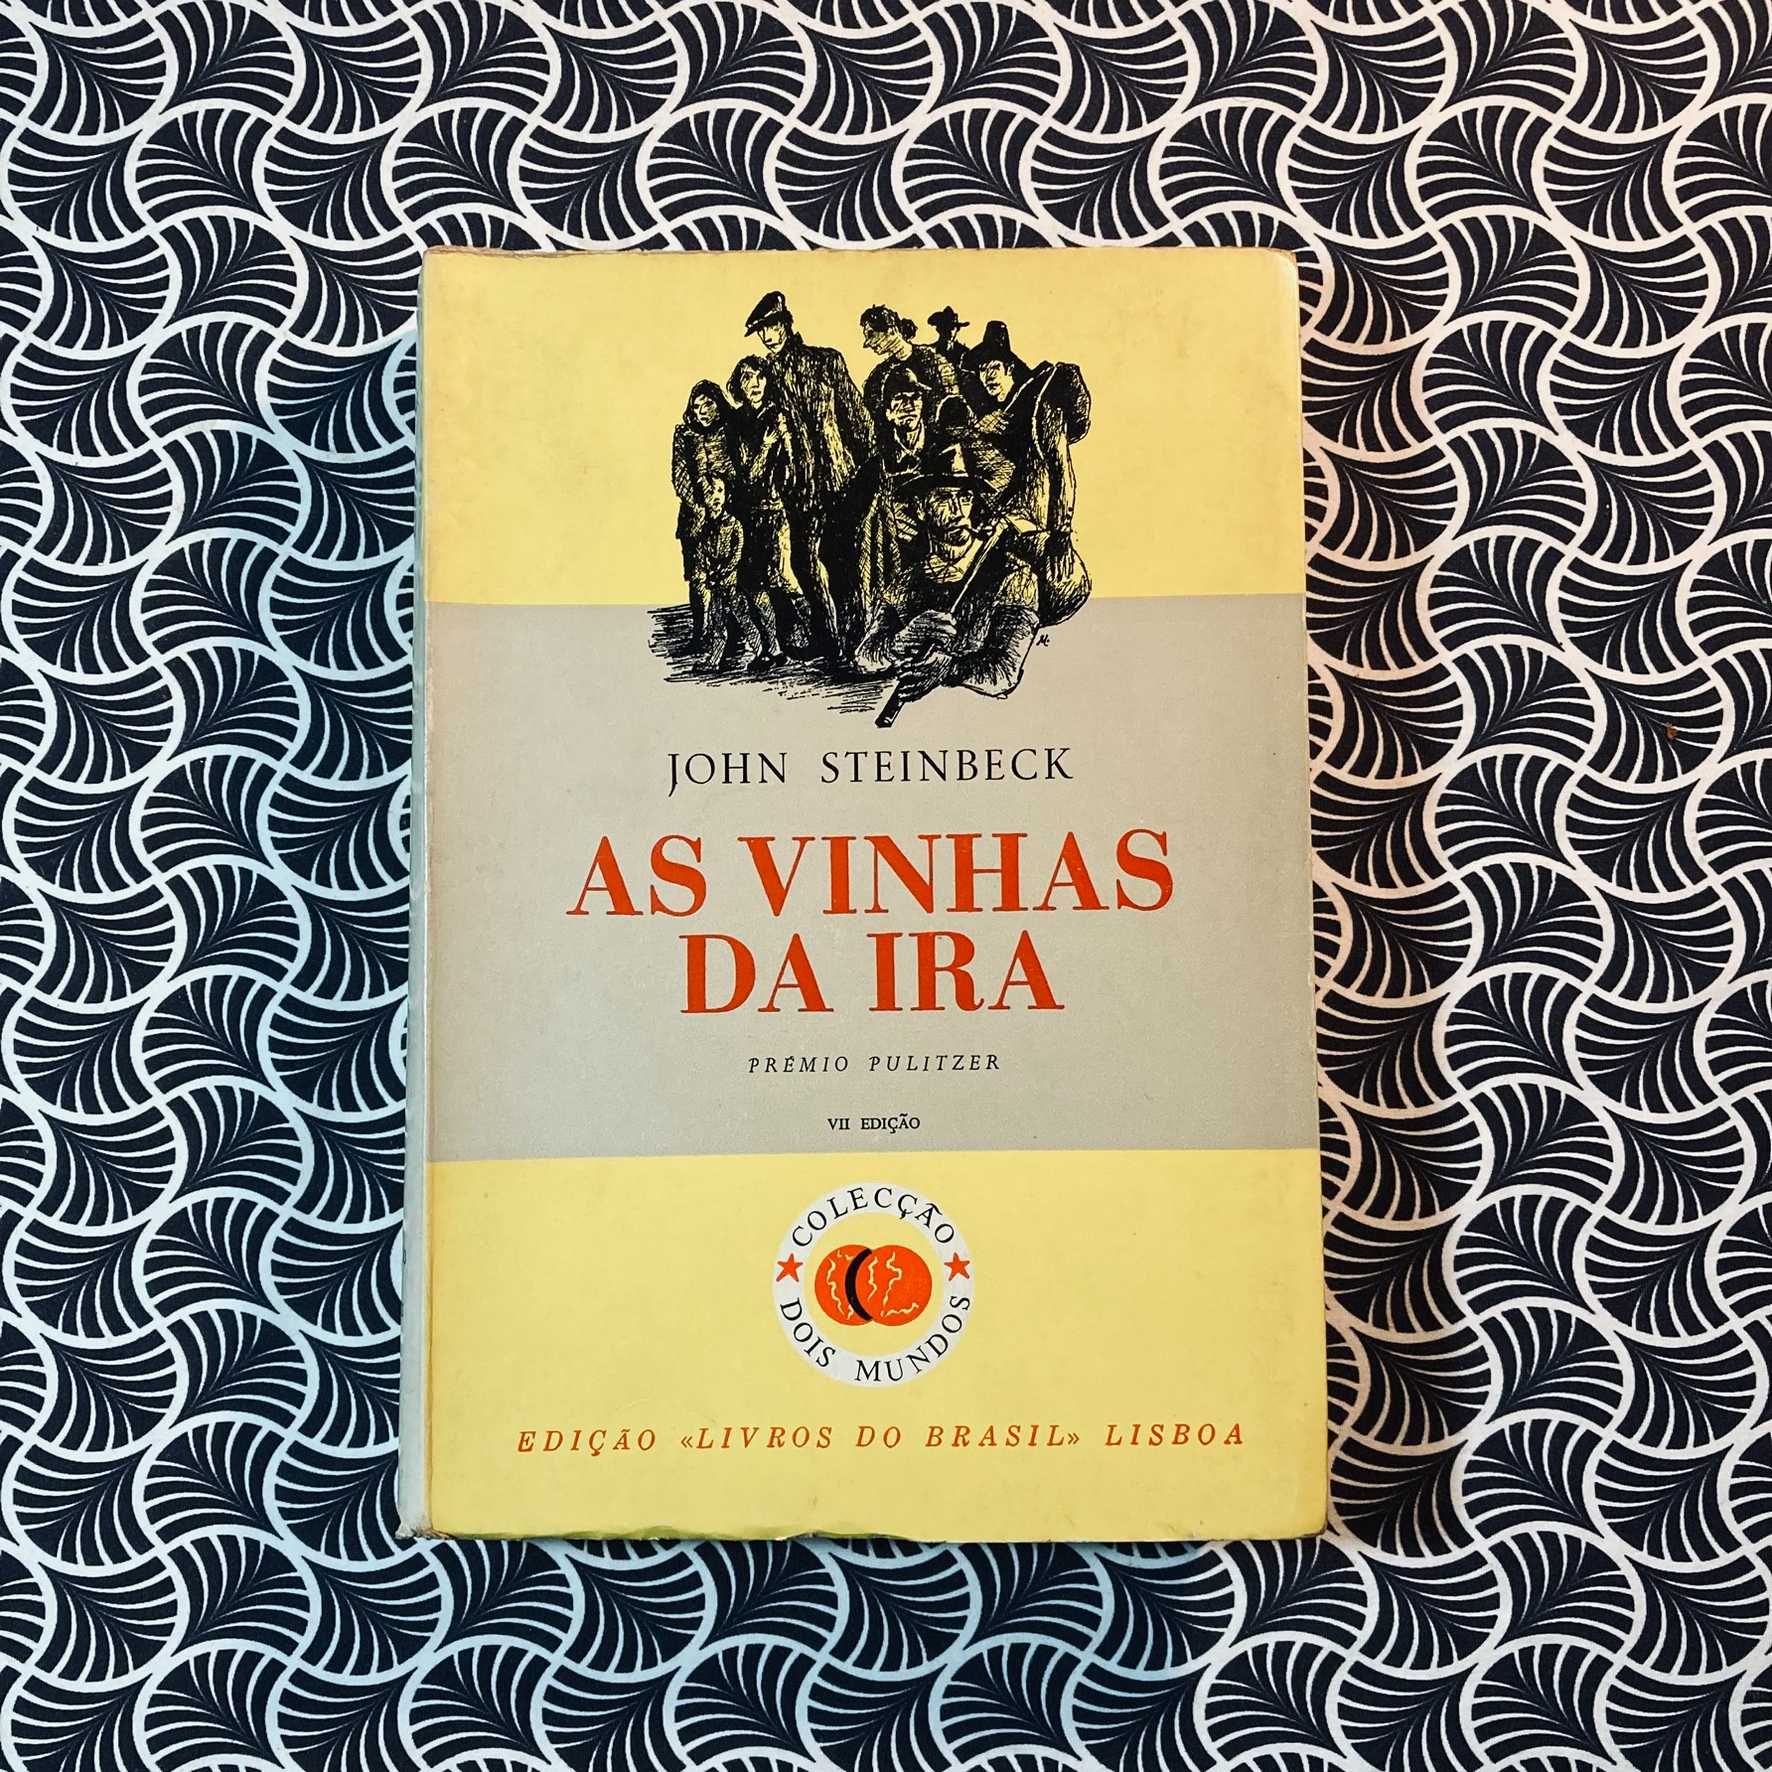 JOHN STEINBECK
AS VINHAS
DA IRA
PRÉMIO PULITZER
VII EDIÇÃO
COLECÇÃO
DOIS MUNDOS
EDIÇÃO «LIVROS DO BRASIL» LISBOA